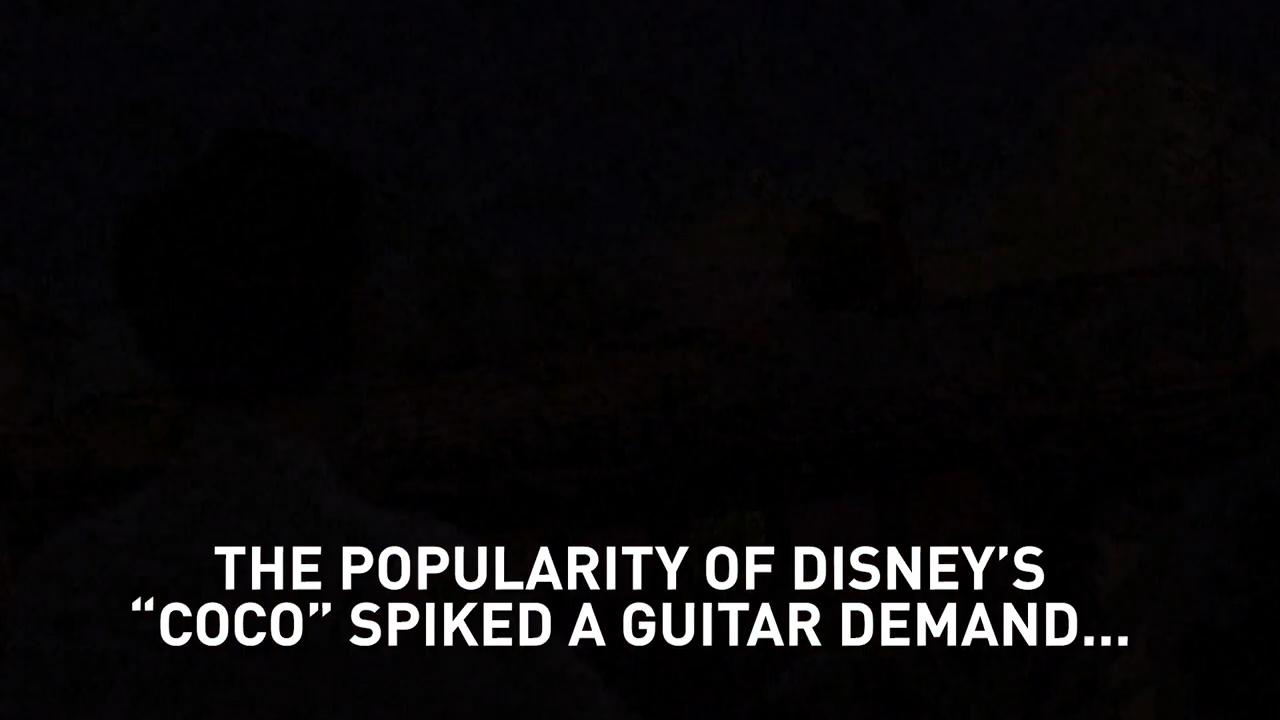 THE POPULARITY OF DISNEY’S
“COCO” SPIKED A GUITAR DEMAND...